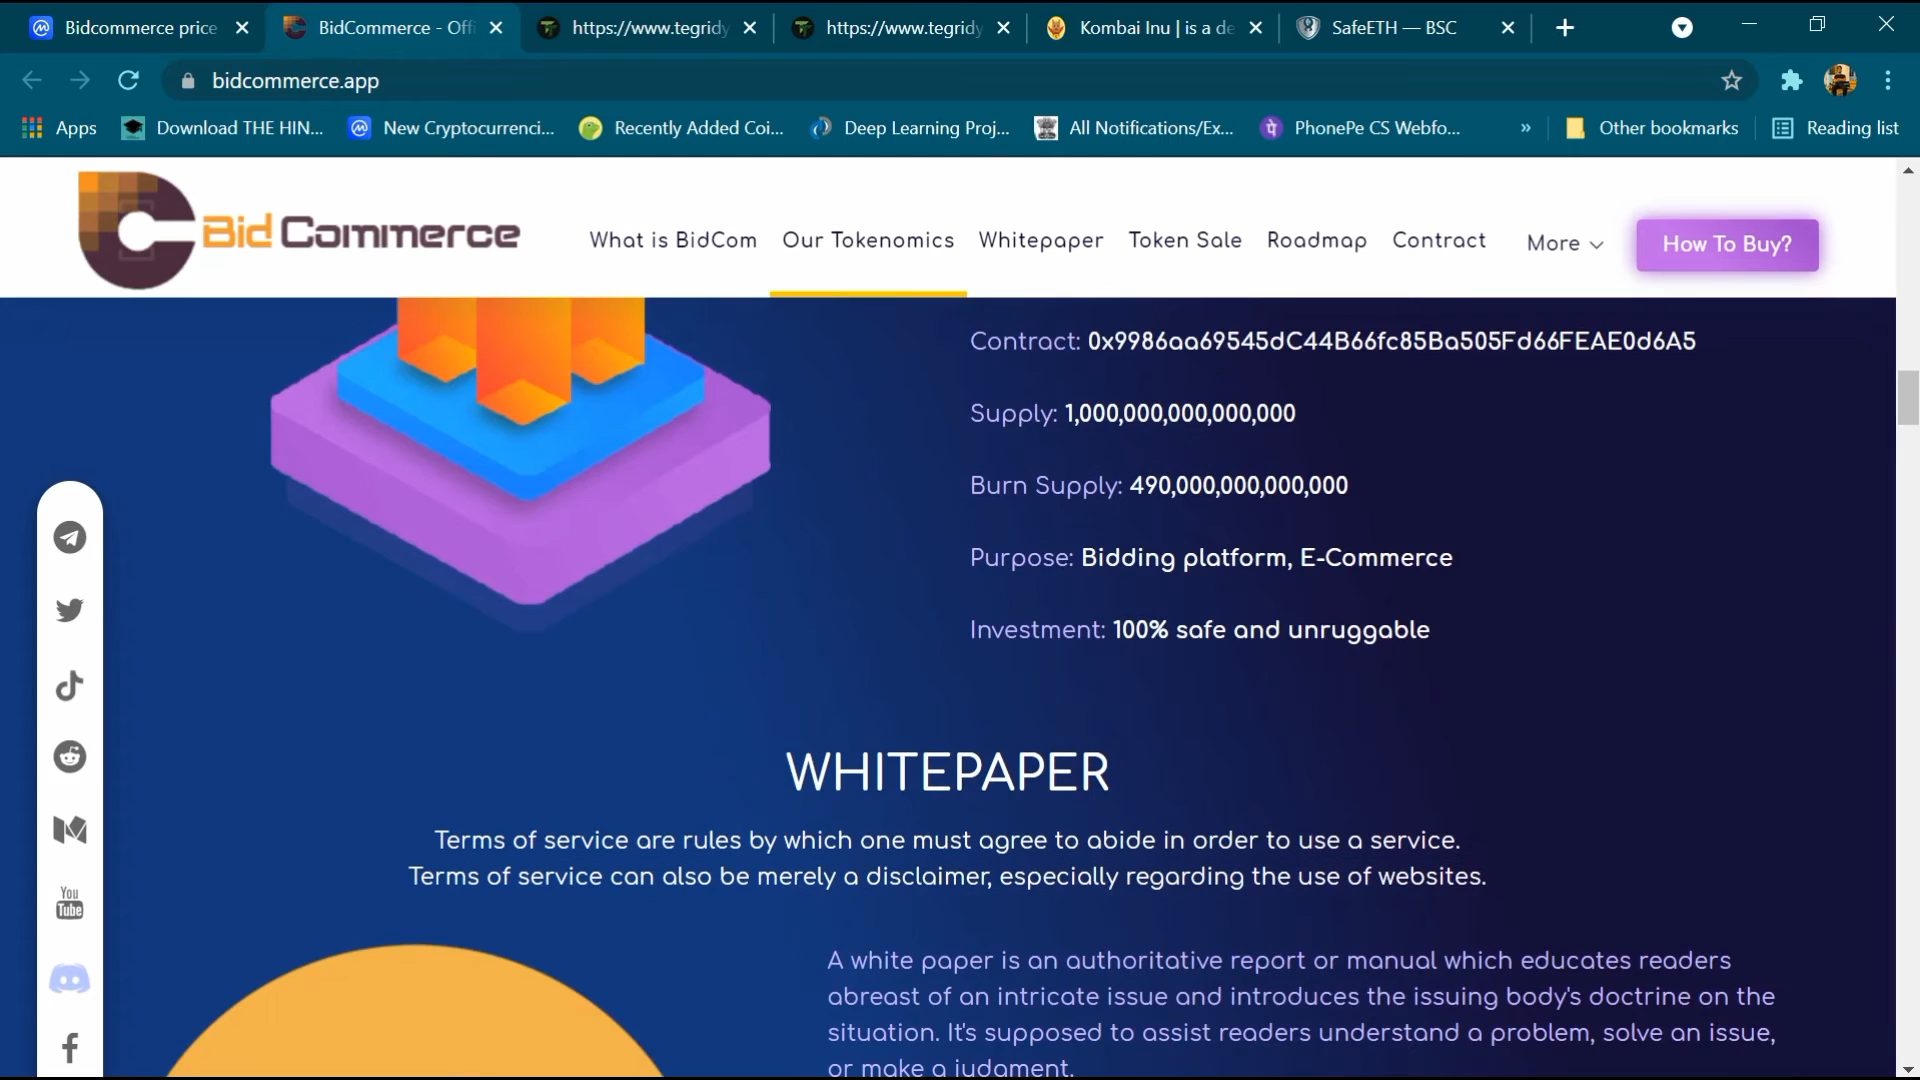 Bidcommerce price
BidCommerce - Offi
https://www.tegridy
https://www.tegridy
Kombai Inu | is a de
SafeETH — BSC
bidcommerce.app
Apps
Download THE HIN...
New Cryptocurrenci...
Recently Added Coi...
Deep Learning Proj...
All Notifications/Ex...
PhonePe CS Webfo...
»
Other bookmarks
Reading list
Bid Commerce
What is BidCom
Our Tokenomics
Whitepaper
Token Sale
Roadmap
Contract
More
How To Buy?
Contract: 0x9986aa69545dC44B66fc85Ba505Fd66FEAE0d6A5
Supply: 1,000,000,000,000,000
Burn Supply: 490,000,000,000,000
Purpose: Bidding platform, E-Commerce
Investment: 100% safe and unruggable
WHITEPAPER
Terms of service are rules by which one must agree to abide in order to use a service.
Terms of service can also be merely a disclaimer, especially regarding the use of websites.
You
Tube
A white paper is an authoritative report or manual which educates readers
abreast of an intricate issue and introduces the issuing body's doctrine on the
situation. It's supposed to assist readers understand a problem, solve an issue,
or make a judgment.